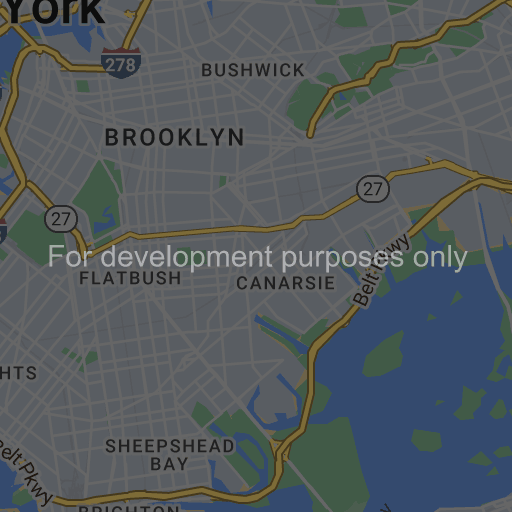 York
278
BUSHWICK
BROOKLYN
27
27
For development purposes only
FLATBUSH
CANARSIE
Belt Pkwy
HTS
SHEEPSHEAD
BAY
Belt Pkwy
BRIGHTON